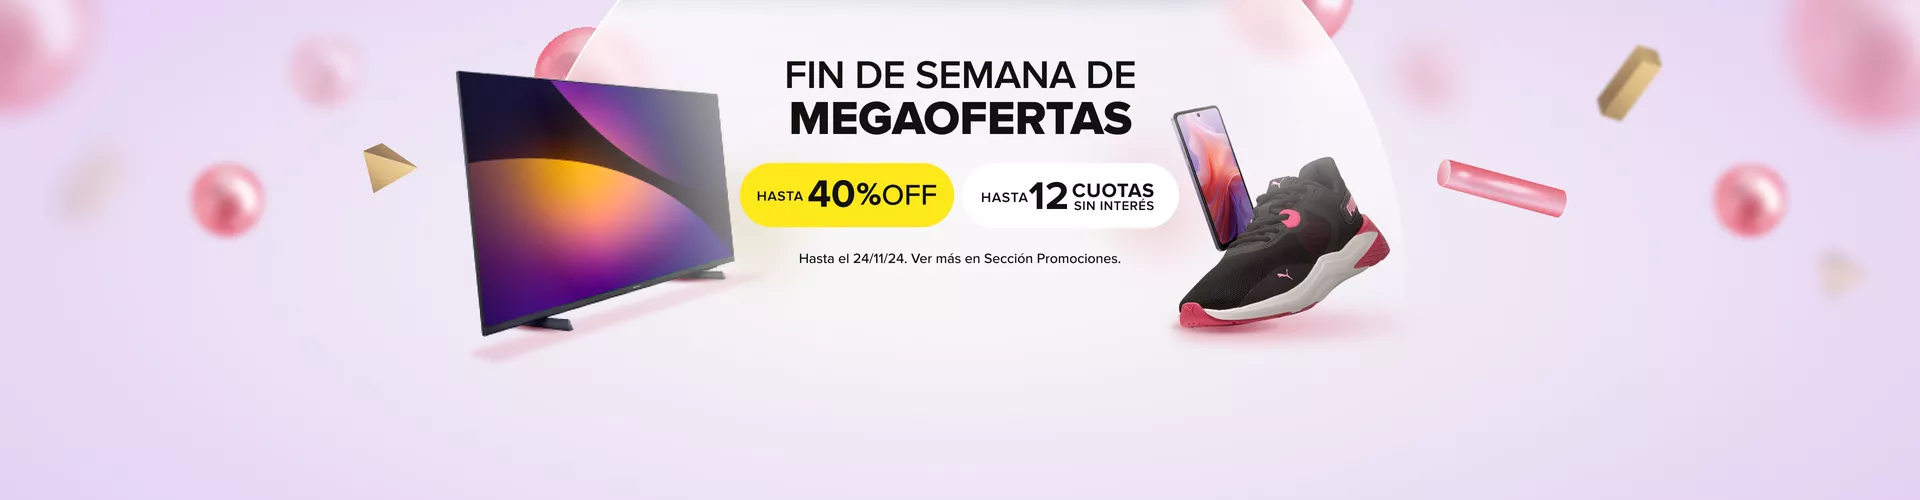 FIN DE SEMANA DE
MEGAOFERTAS
HASTA 40%OFF
HASTA 12 CUOTAS SIN INTERÉS
Hasta el 24/11/24. Ver más en Sección Promociones.